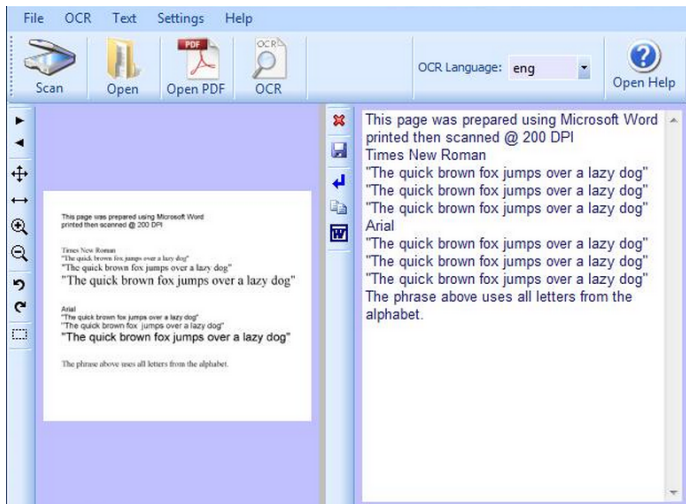 File OCR Text Settings Help
PDF
OCR
Scan Open Open PDF OCR OCR Language: eng Open Help
This page was prepared using Microsoft Word
printed then scanned @ 200 DPI
Times New Roman
"The quick brown fox jumps over a lazy dog"
"The quick brown fox jumps over a lazy dog"
"The quick brown fox jumps over a lazy dog"
Arial
"The quick brown fox jumps over a lazy dog"
"The quick brown fox jumps over a lazy dog"
"The quick brown fox jumps over a lazy dog"
The phrase above uses all letters from the alphabet.
This page was prepared using Microsoft Word
printed then scanned @ 200 DPI
Times New Roman
"The quick brown fox jumps over a lazy dog"
"The quick brown fox jumps over a lazy dog"
"The quick brown fox jumps over a lazy dog"
Arial
"The quick brown fox jumps over a lazy dog"
"The quick brown fox jumps over a lazy dog"
"The quick brown fox jumps over a lazy dog"
The phrase above uses all letters from the
alphabet.
W